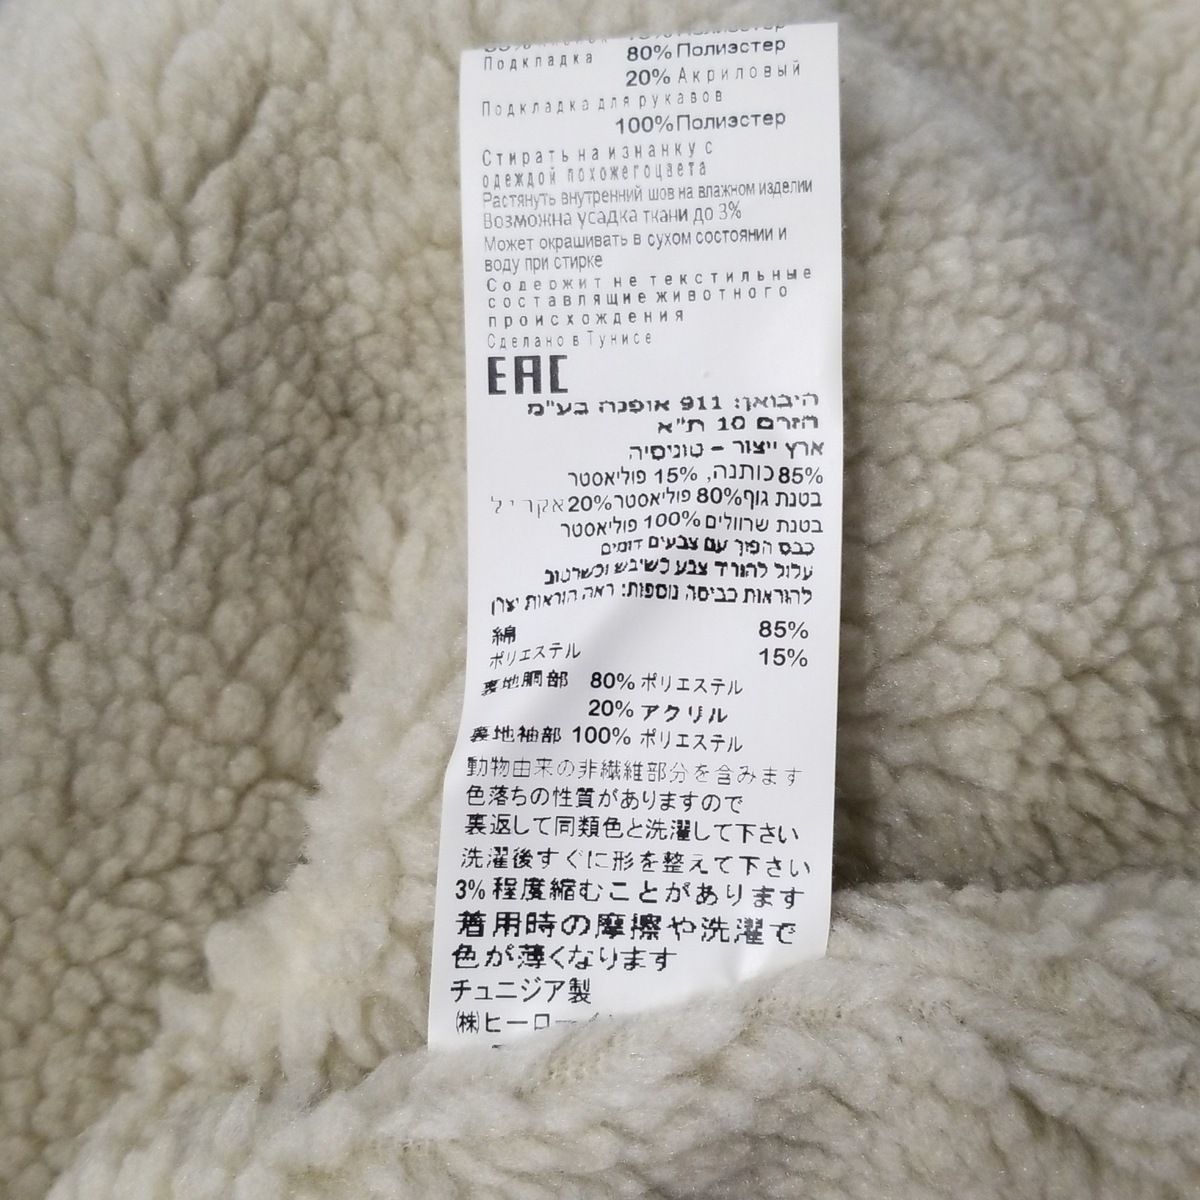 Подкладка 80% Полиэстер
20% Акриловый
Подкладка для рукавов
100% Полиэстер
Стирать на изнанку с
одеждой похожегоцвета
Растянуть внутренний шов на влажном изделии
Возможна усадка ткани до 3%
Может окрашивать в сухом состоянии и
воду при стирке
Содержит не текстильные
составляющие животного
происхождения
Сделано в Тунисе
EAC
היבואן: 911 אופנה בע"מ
הזרם 10 ת"א
ארץ ייצור - טוניסיה
85% כותנה, 15% פוליאסטר
בטנת גוף 80% פוליאסטר 20% אקריל
בטנת שרוולים 100% פוליאסטר
כבס הפוך עם צבעים דומים
עלול להוריד צבע כשיבש וכשרטוב
להוראות כביסה נוספות: ראה הוראות יצרן
綿 85%
ポリエステル 15%
裏地胴部 80% ポリエステル
20% アクリル
裏地袖部 100% ポリエステル
動物由来の非繊維部分を含みます
色落ちの性質がありますので
裏返して同類色と洗濯して下さい
洗濯後すぐに形を整えて下さい
3% 程度縮むことがあります
着用時の摩擦や洗濯で
色が薄くなります
チュニジア製
㈱ヒーロー